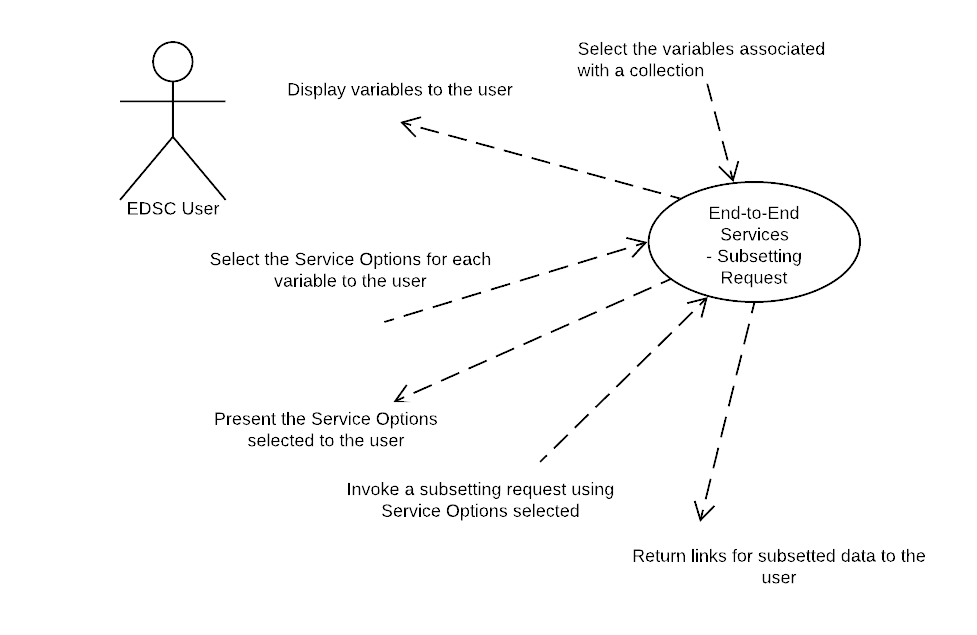 Select the variables associated
with a collection
Display variables to the user
EDSC User
End-to-End
Services
- Subsetting
Request
Select the Service Options for each
variable to the user
Present the Service Options
selected to the user
Invoke a subsetting request using
Service Options selected
Return links for subsetted data to the
user